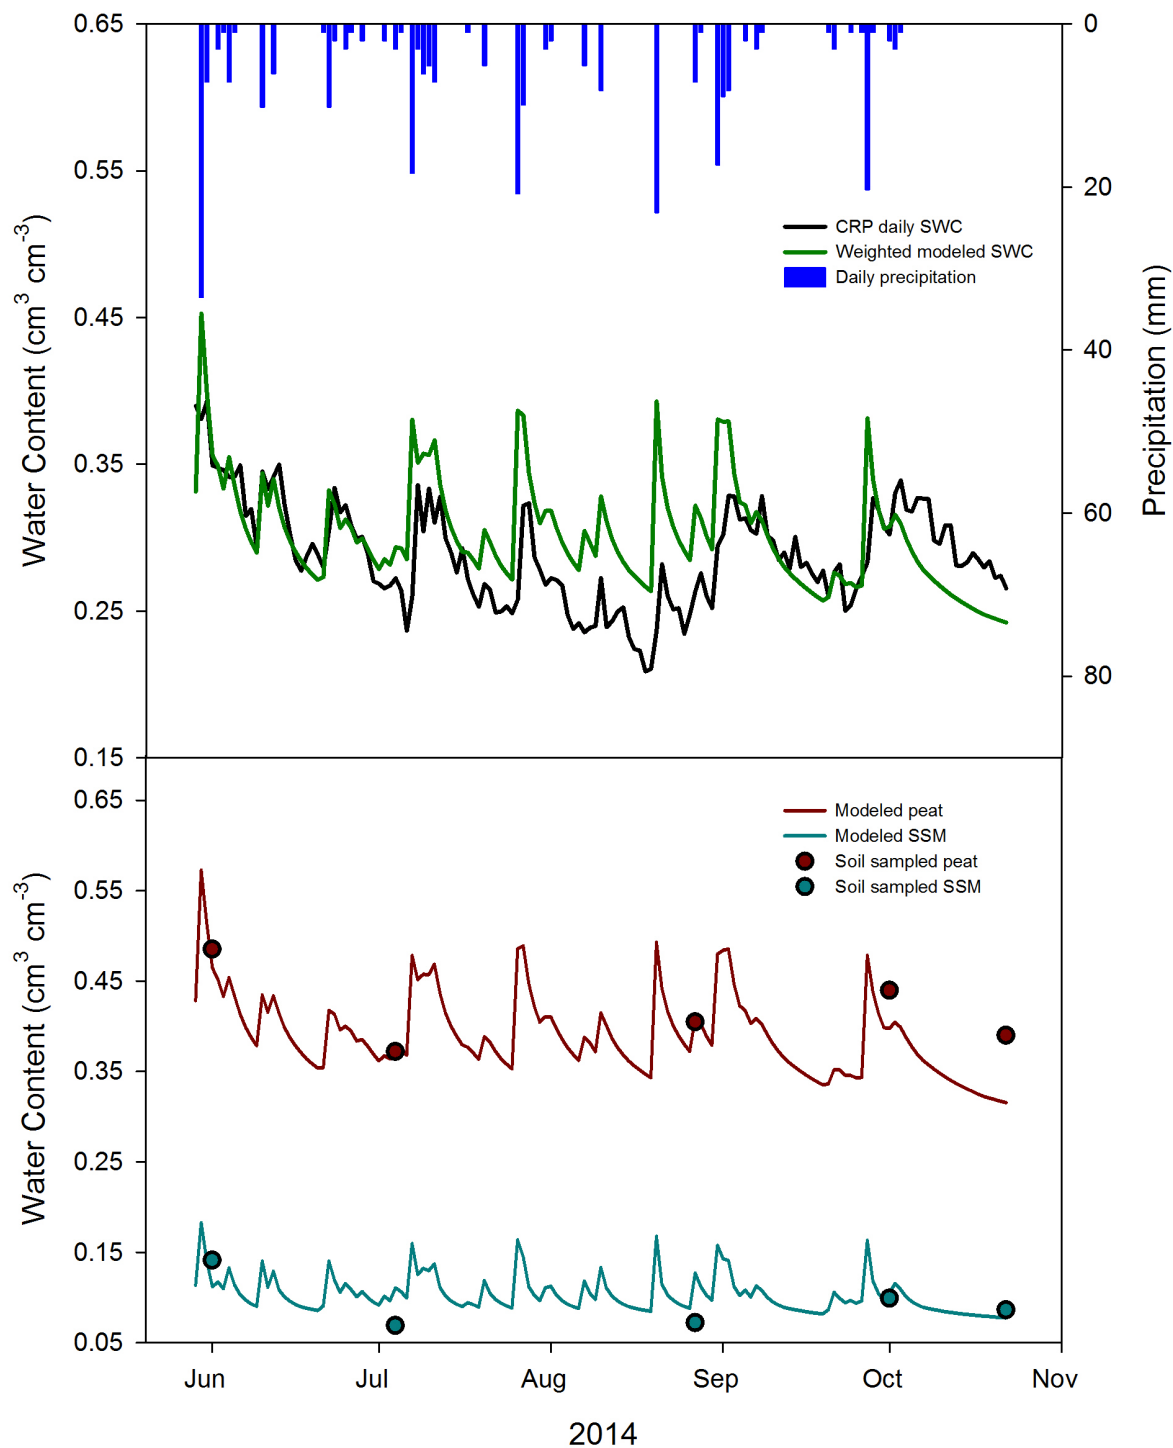 0.65
0.55
0.45
0.35
0.25
0.15
Water Content (cm³ cm⁻³)
0
20
40
60
80
Precipitation (mm)
CRP daily SWC
Weighted modeled SWC
Daily precipitation
0.65
0.55
0.45
0.35
0.25
0.15
0.05
Water Content (cm³ cm⁻³)
Modeled peat
Modeled SSM
Soil sampled peat
Soil sampled SSM
Jun Jul Aug Sep Oct Nov
2014